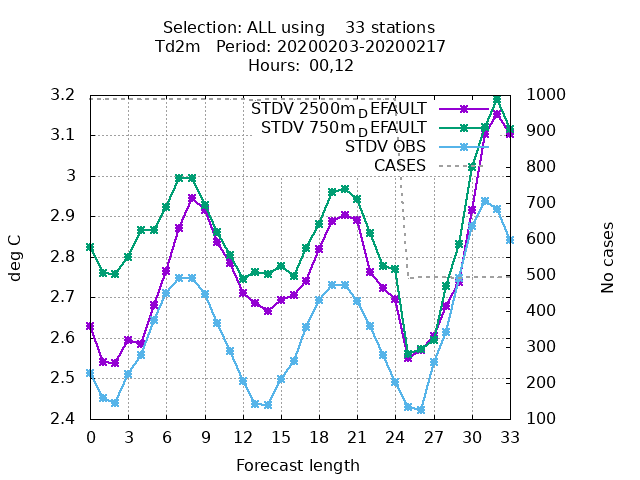 Selection: ALL using    33 stations
Td2m   Period: 20200203-20200217
Hours:  00,12
STDV 2500m_DEFAULT
STDV 750m_DEFAULT
STDV OBS
CASES
3.2
3.1
3
2.9
2.8
2.7
2.6
2.5
2.4
1000
900
800
700
600
500
400
300
200
100
deg C
No cases
0 3 6 9 12 15 18 21 24 27 30 33
Forecast length